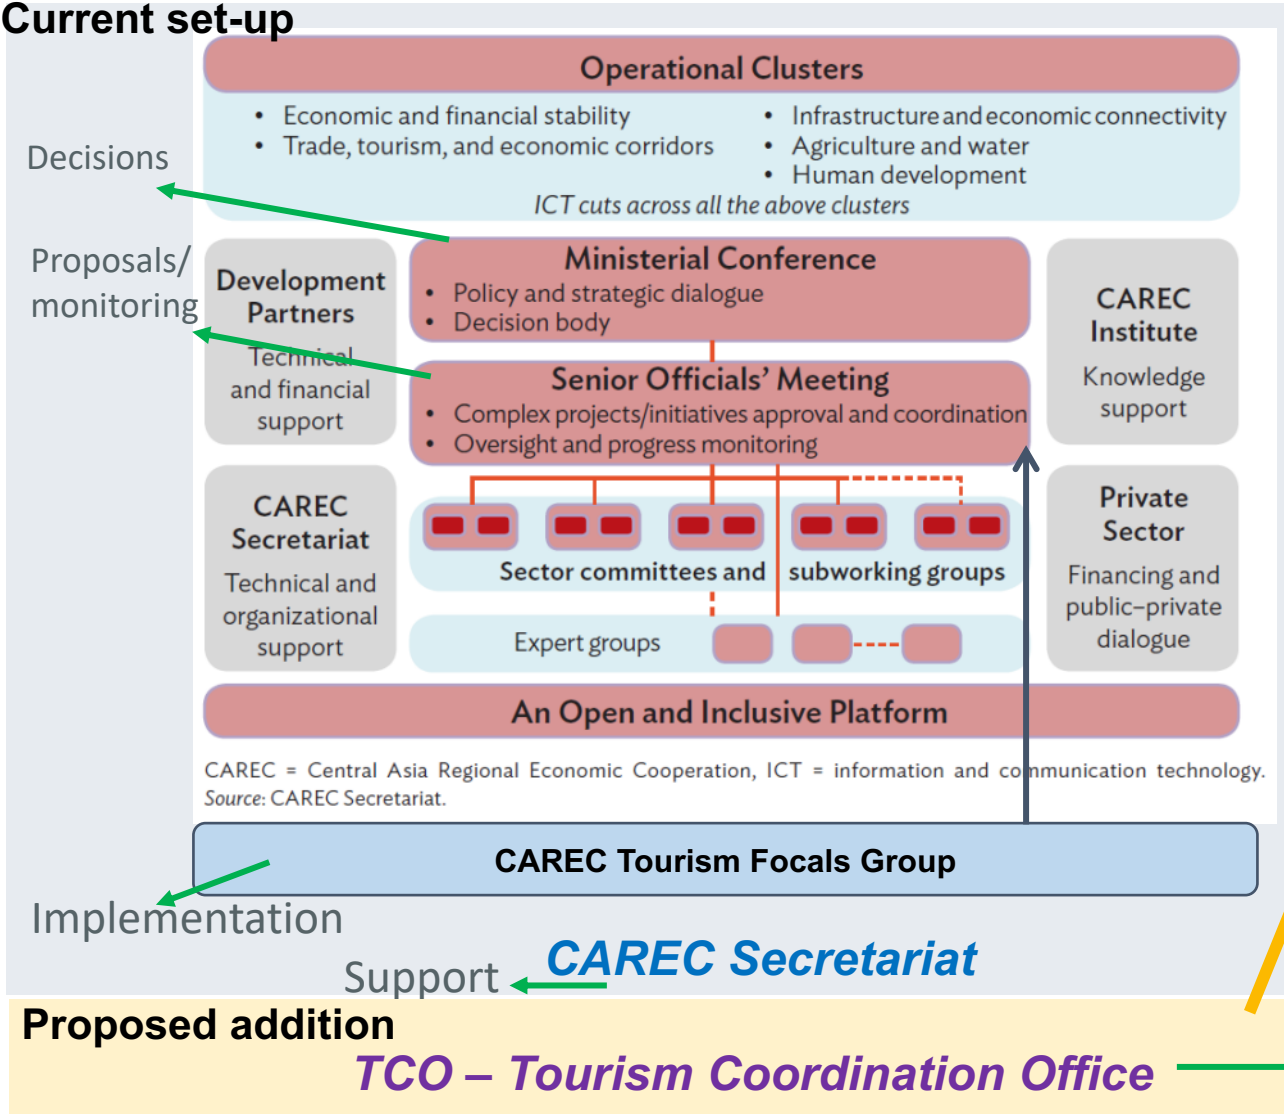 Current set-up
Operational Clusters
• Economic and financial stability
• Trade, tourism, and economic corridors
• Infrastructure and economic connectivity
• Agriculture and water
• Human development
ICT cuts across all the above clusters
Decisions
Proposals/
monitoring
Development
Partners
Technical
and financial
support
Ministerial Conference
• Policy and strategic dialogue
• Decision body
CAREC
Institute
Knowledge
support
Senior Officials’ Meeting
• Complex projects/initiatives approval and coordination
• Oversight and progress monitoring
CAREC
Secretariat
Technical and
organizational
support
Sector committees and subworking groups
Expert groups
Private
Sector
Financing and
public–private
dialogue
An Open and Inclusive Platform
CAREC = Central Asia Regional Economic Cooperation, ICT = information and communication technology.
Source: CAREC Secretariat.
CAREC Tourism Focals Group
Implementation
Support
CAREC Secretariat
Proposed addition
TCO – Tourism Coordination Office